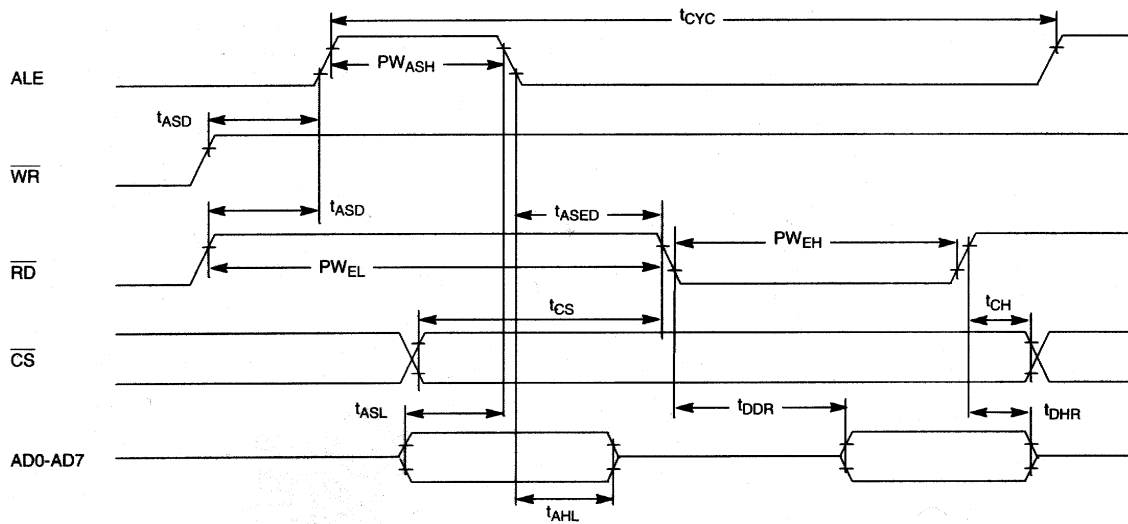 tCYC
ALE
PWASH
tASD
WR
tASD
tASED
PWEH
RD
PWEL
tCS
tCH
CS
tASL
tDDR
tDHR
AD0-AD7
tAHL